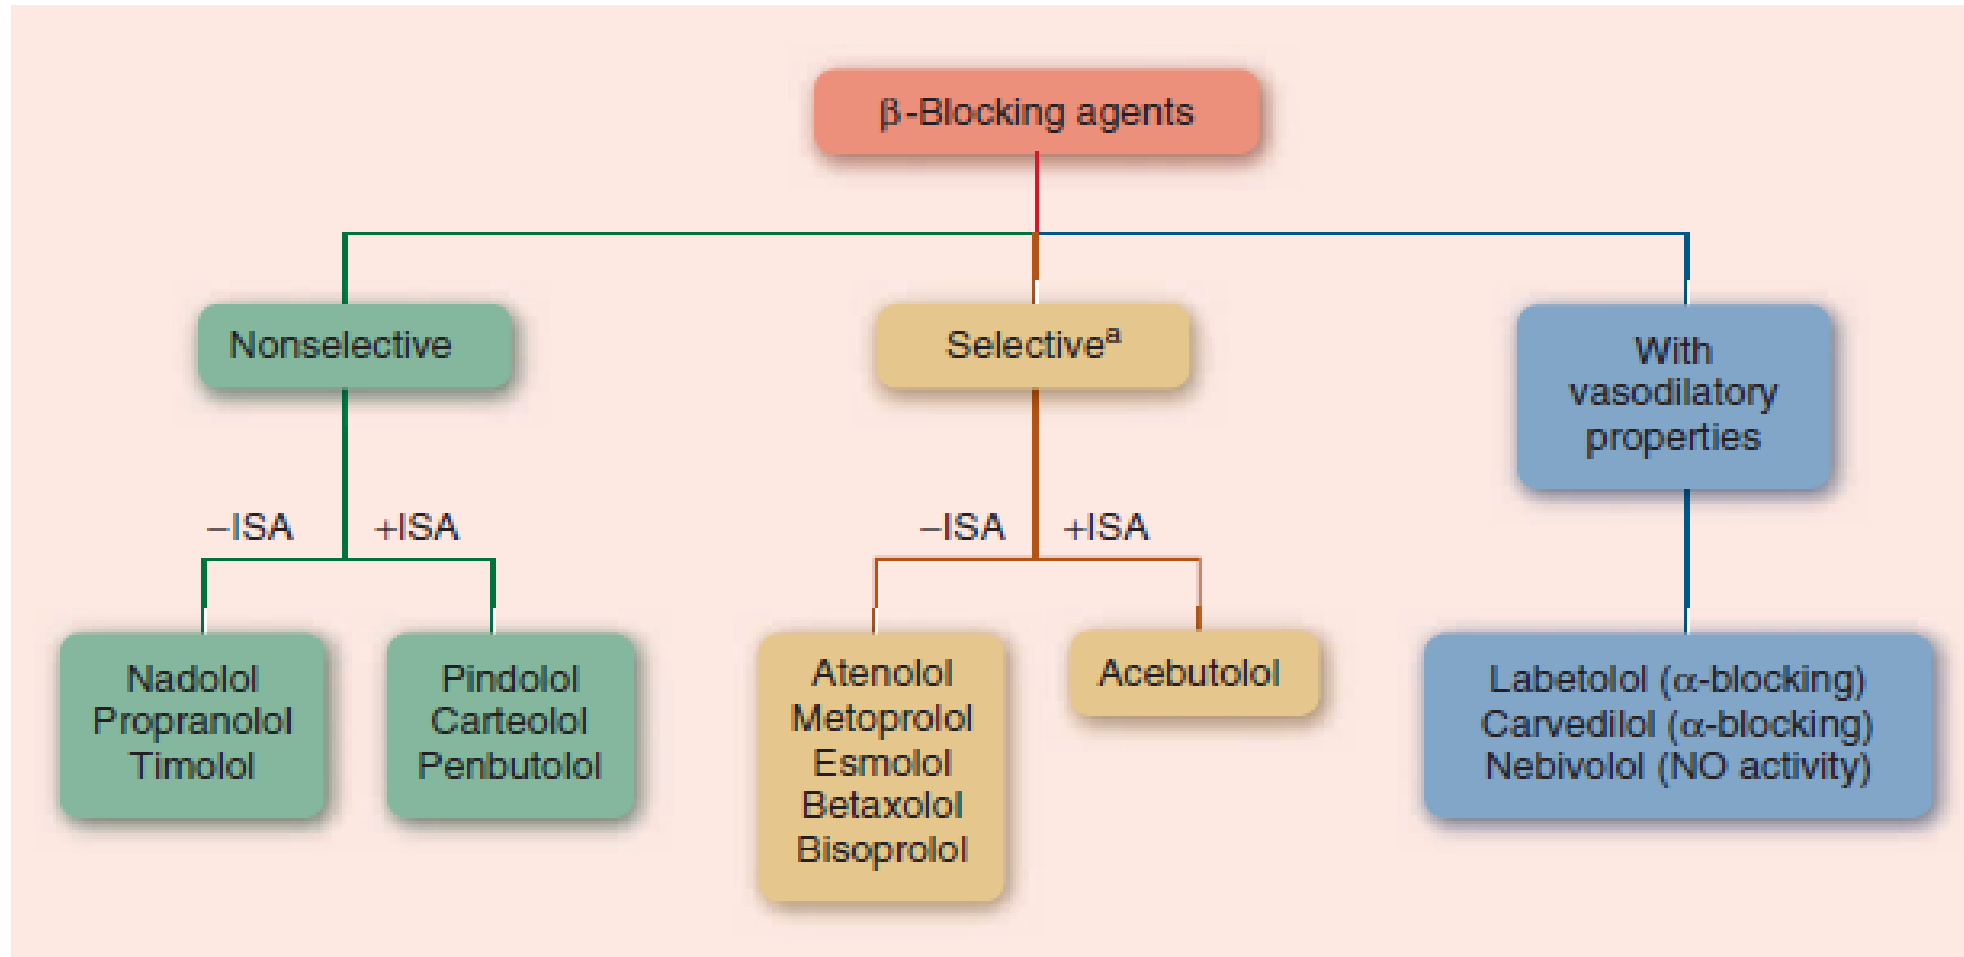 β-Blocking agents
Nonselective
Selectiveª
With
vasodilatory
properties
–ISA
+ISA
–ISA
+ISA
Nadolol
Propranolol
Timolol
Pindolol
Carteolol
Penbutolol
Atenolol
Metoprolol
Esmolol
Betaxolol
Bisoprolol
Acebutolol
Labetolol (α-blocking)
Carvedilol (α-blocking)
Nebivolol (NO activity)